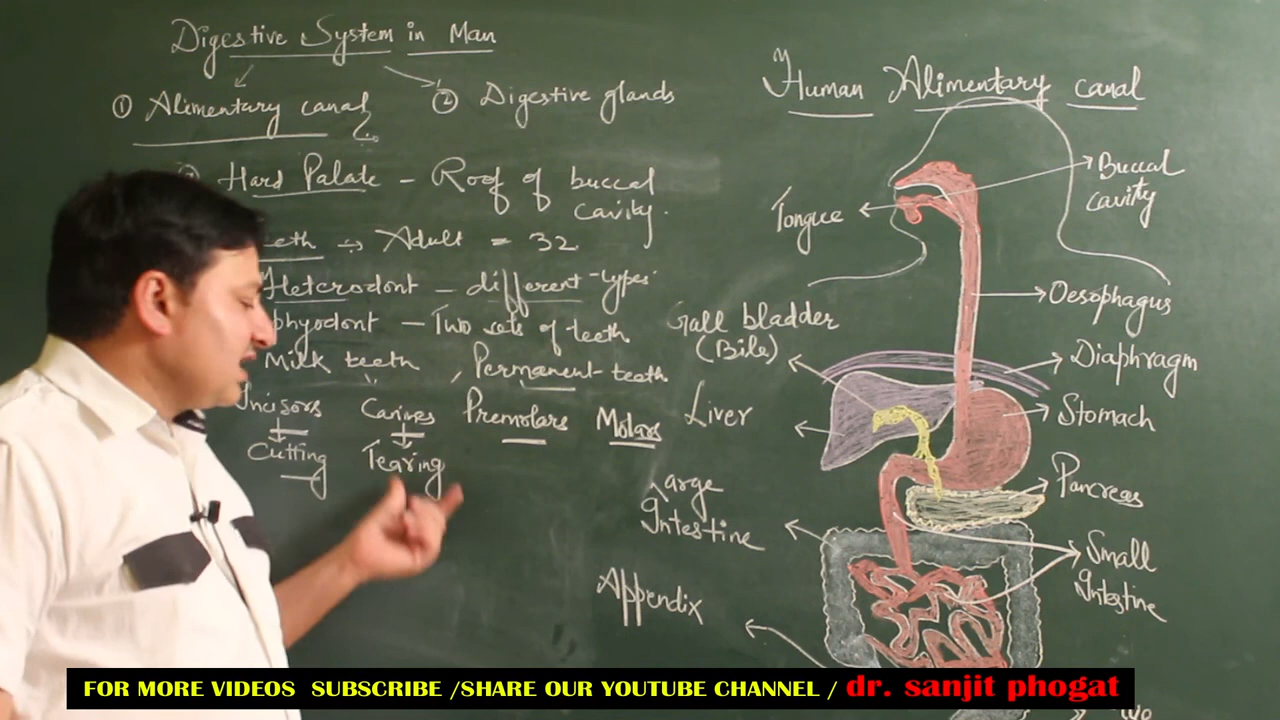 Digestive System in Man
① Alimentary canal
② Digestive glands
Hard Palate - Roof of buccal
cavity.
eeth → Adult = 32
Heterodont - different types
phyodont - Two sets of teeth
Milk teeth, Permanent teeth
Incisors Canines Premolars Molars
Cutting Tearing
Human Alimentary canal
Buccal
cavity
Tongue
Oesophagus
Gall bladder
(Bile)
Diaphragm
Liver
Stomach
Pancreas
Large
Intestine
Small
Intestine
Appendix
FOR MORE VIDEOS SUBSCRIBE /SHARE OUR YOUTUBE CHANNEL / dr. sanjit phogat